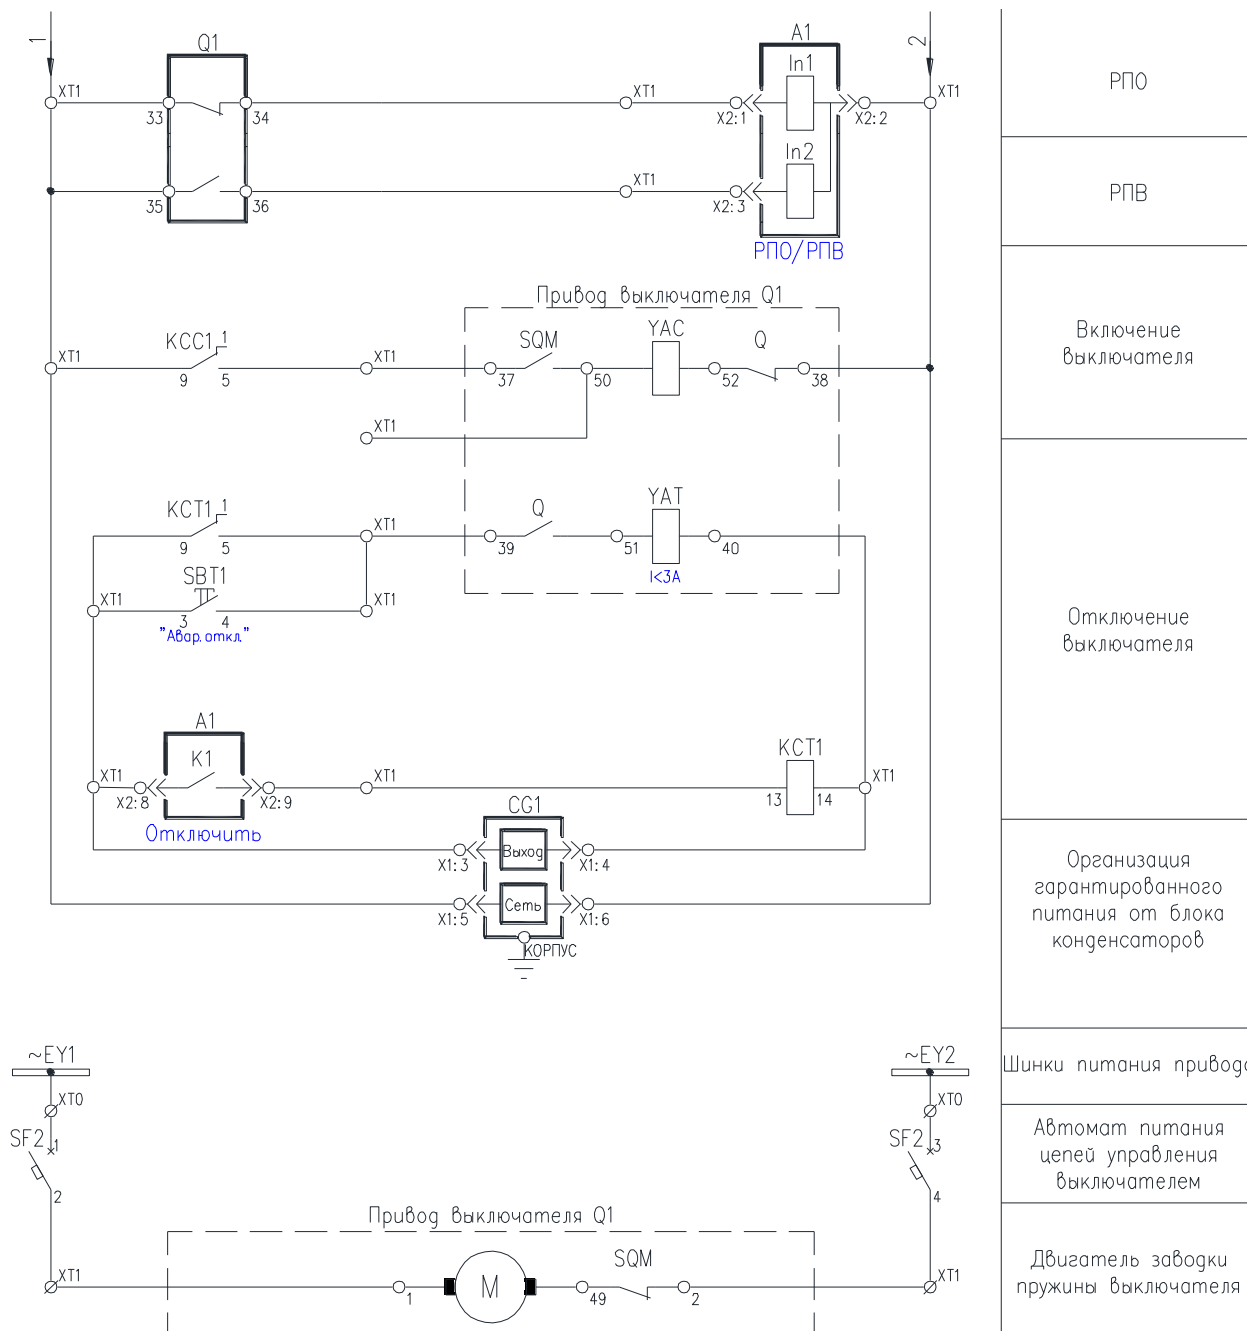 1
Q1
A1
2
РПО
In1
XT1
XT1
XT1
33
34
X2:1
X2:2
In2
РПВ
XT1
35
36
X2:3
РПО/РПВ
Привод выключателя Q1
Включение
выключателя
KCC1
1
SQM
YAC
Q
XT1
XT1
9
5
37
50
52
38
XT1
KCT1
1
Q
YAT
XT1
9
5
39
51
40
SBT1
I<3A
XT1
XT1
3
4
"Авар. откл."
Отключение
выключателя
A1
K1
KCT1
XT1
XT1
XT1
X2:8
X2:9
13
14
Отключить
CG1
Выход
X1:3
X1:4
Сеть
X1:5
X1:6
КОРПУС
Организация
гарантированного
питания от блока
конденсаторов
~EY1
~EY2
Шинки питания привода
XT0
XT0
SF2
1
SF2
3
2
4
Автомат питания
цепей управления
выключателем
Привод выключателя Q1
SQM
XT1
M
XT1
1
49
2
Двигатель заводки
пружины выключателя